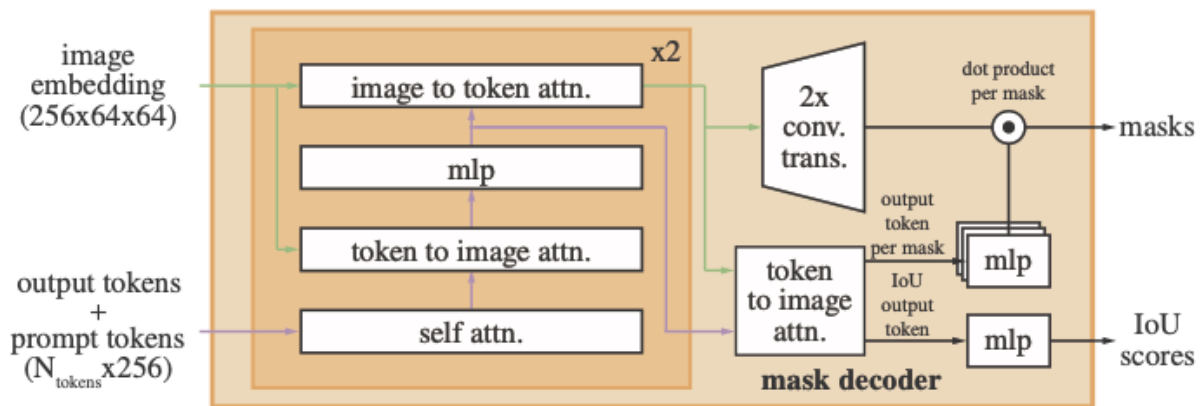 image
embedding
(256x64x64)
output tokens
+
prompt tokens
(N_tokens x256)
x2
image to token attn.
mlp
token to image attn.
self attn.
2x
conv.
trans.
dot product
per mask
masks
token
to image
attn.
output
token
per mask
mlp
IoU
output
token
mlp
IoU
scores
mask decoder